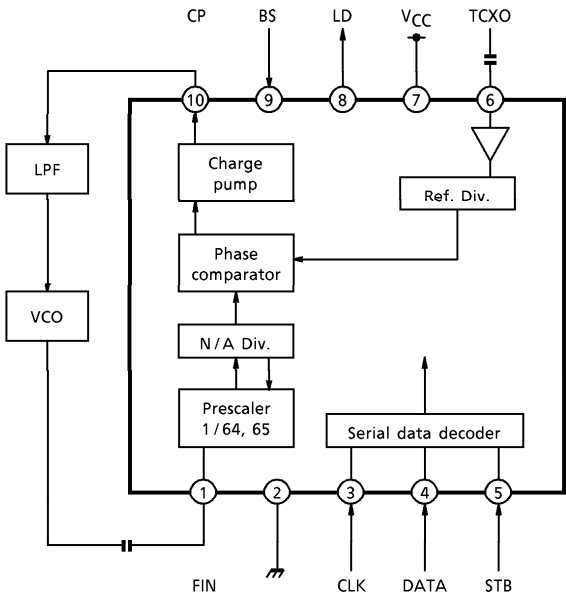 CP
BS
LD
VCC
TCXO
10
9
8
7
6
LPF
Charge
pump
Ref. Div.
Phase
comparator
VCO
N/A Div.
Prescaler
1/64, 65
Serial data decoder
1
2
3
4
5
FIN
CLK
DATA
STB